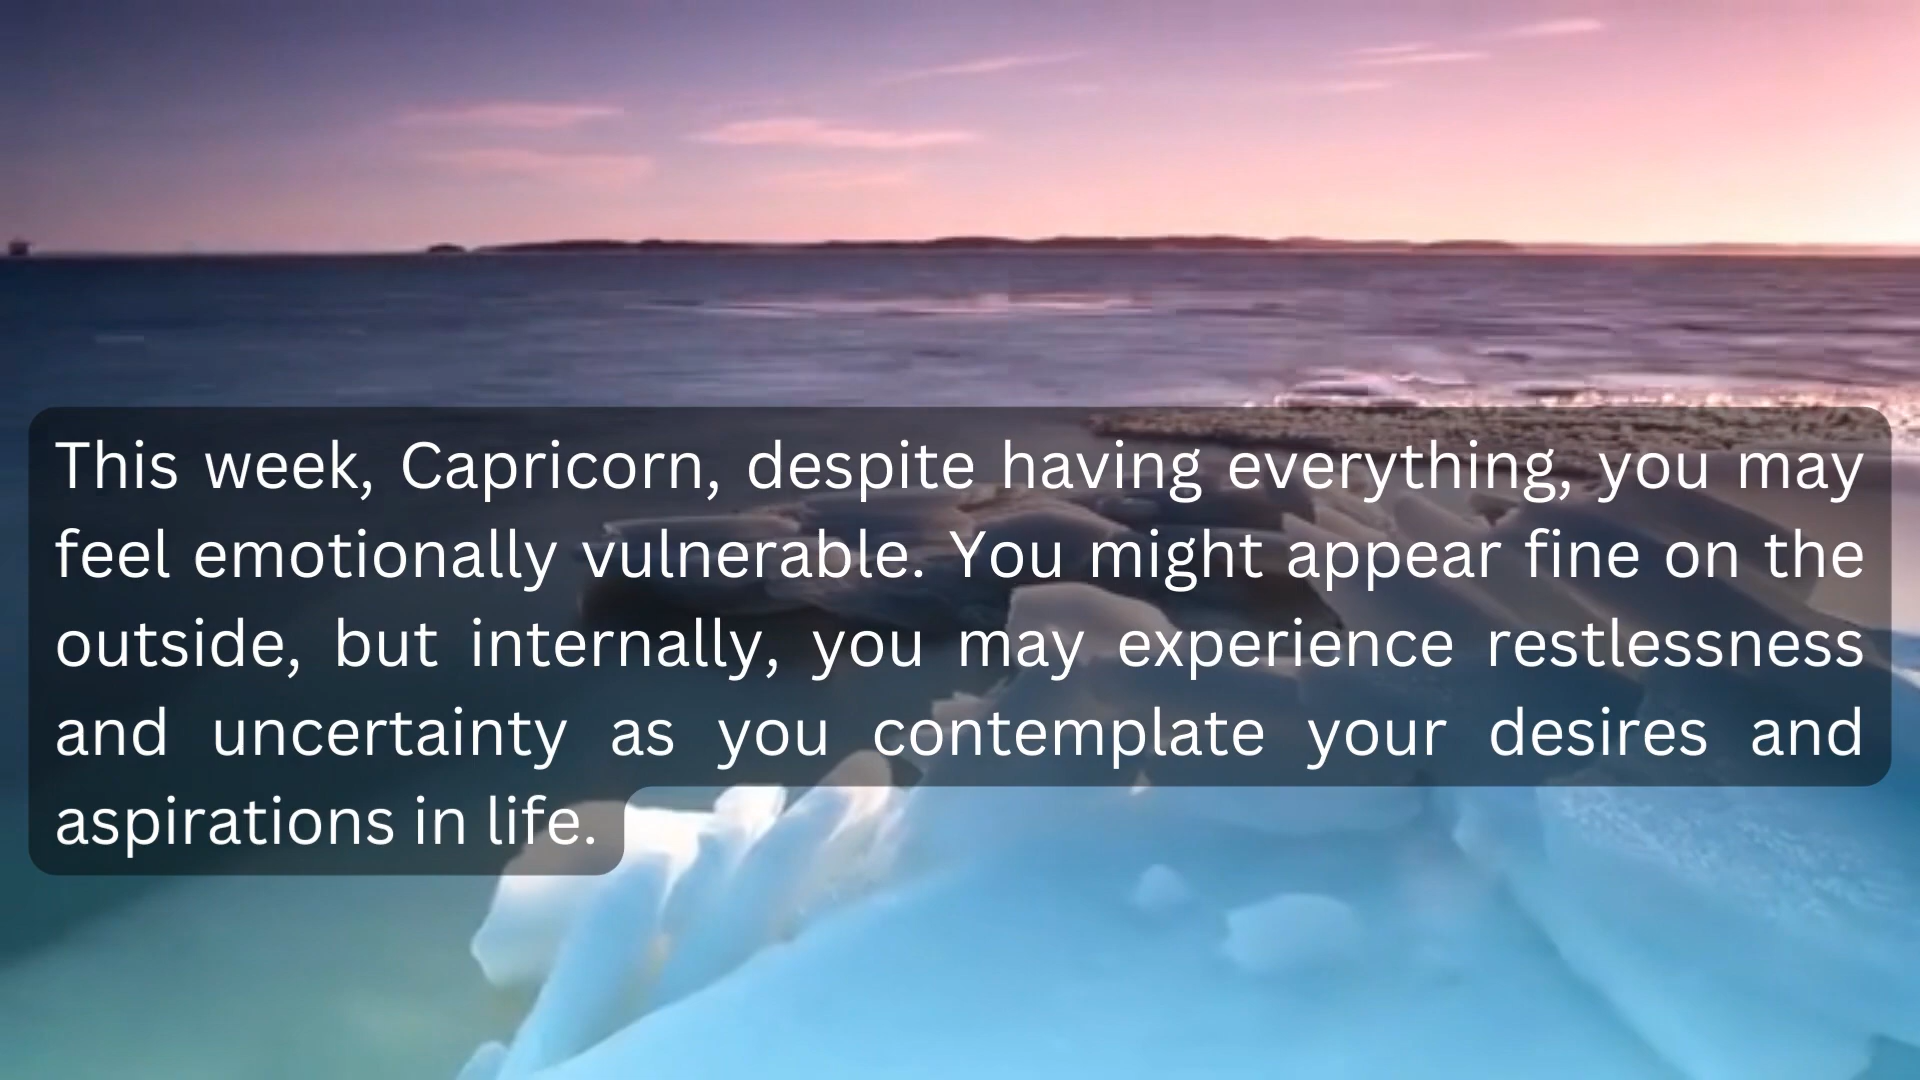 This week, Capricorn, despite having everything, you may
feel emotionally vulnerable. You might appear fine on the
outside, but internally, you may experience restlessness
and uncertainty as you contemplate your desires and
aspirations in life.